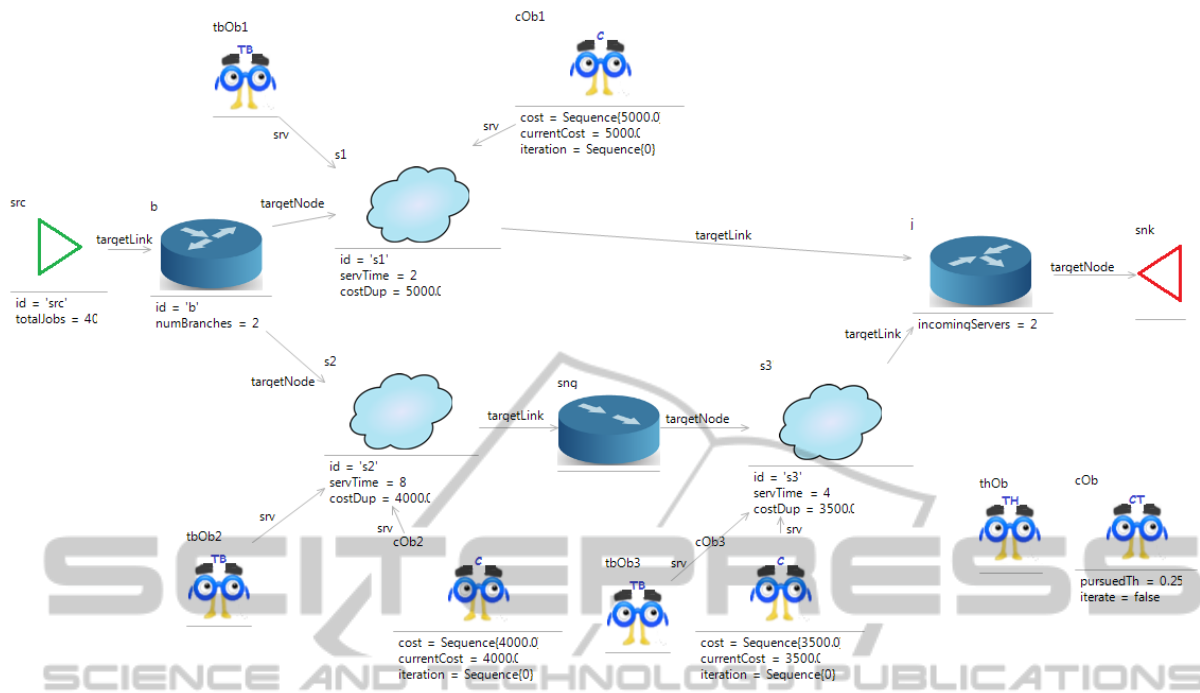 tbOb1
TB
cOb1
C
cost = Sequence{5000.0}
currentCost = 5000.0
iteration = Sequence{0}
srv
srv
s1
src
b
targetNode
targetLink
targetLink
j
snk
targetNode
id = 's1'
servTime = 2
costDup = 5000.0
id = 'src'
totalJobs = 40
id = 'b'
numBranches = 2
incomingServers = 2
targetLink
s2
targetNode
snq
s3
targetLink
targetNode
id = 's2'
servTime = 8
costDup = 4000.0
id = 's3'
servTime = 4
costDup = 3500.0
thOb
TH
cOb
CT
pursuedTh = 0.25
iterate = false
srv
srv
tbOb2
TB
cOb2
C
cost = Sequence{4000.0}
currentCost = 4000.0
iteration = Sequence{0}
srv
srv
tbOb3
TB
cOb3
C
cost = Sequence{3500.0}
currentCost = 3500.0
iteration = Sequence{0}
SCITEPRESS
SCIENCE AND TECHNOLOGY PUBLICATIONS